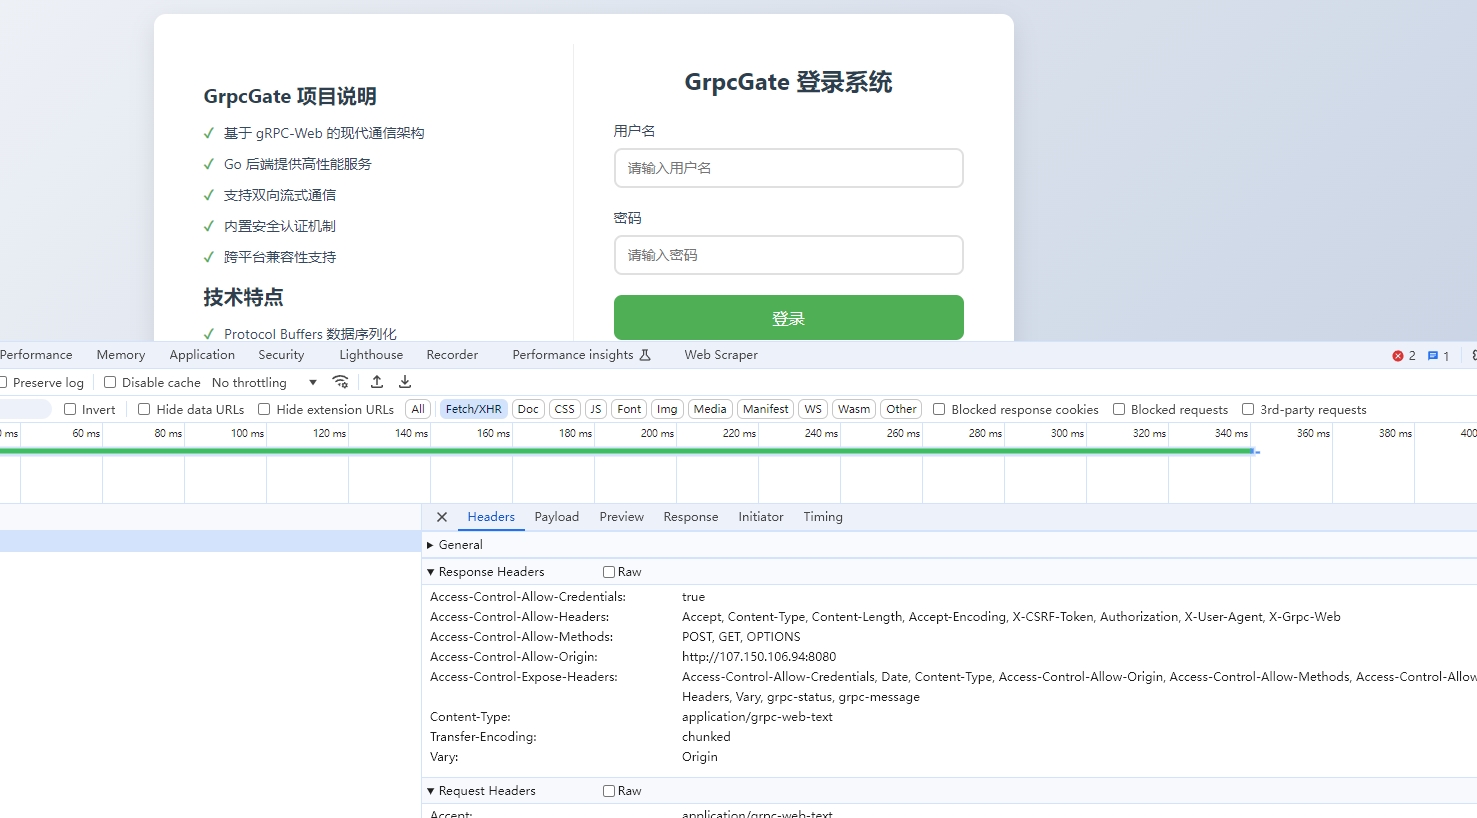 GrpcGate 项目说明
✓ 基于 gRPC-Web 的现代通信架构
✓ Go 后端提供高性能服务
✓ 支持双向流式通信
✓ 内置安全认证机制
✓ 跨平台兼容性支持
技术特点
✓ Protocol Buffers 数据序列化
GrpcGate 登录系统
用户名
请输入用户名
密码
请输入密码
登录
Performance Memory Application Security Lighthouse Recorder Performance insights Web Scraper 2 1
Preserve log Disable cache No throttling
Invert Hide data URLs Hide extension URLs All Fetch/XHR Doc CSS JS Font Img Media Manifest WS Wasm Other Blocked response cookies Blocked requests 3rd-party requests
ms 60 ms 80 ms 100 ms 120 ms 140 ms 160 ms 180 ms 200 ms 220 ms 240 ms 260 ms 280 ms 300 ms 320 ms 340 ms 360 ms 380 ms 400
Headers Payload Preview Response Initiator Timing
General
Response Headers Raw
Access-Control-Allow-Credentials: true
Access-Control-Allow-Headers: Accept, Content-Type, Content-Length, Accept-Encoding, X-CSRF-Token, Authorization, X-User-Agent, X-Grpc-Web
Access-Control-Allow-Methods: POST, GET, OPTIONS
Access-Control-Allow-Origin: http://107.150.106.94:8080
Access-Control-Expose-Headers: Access-Control-Allow-Credentials, Date, Content-Type, Access-Control-Allow-Origin, Access-Control-Allow-Methods, Access-Control-Allow
Headers, Vary, grpc-status, grpc-message
Content-Type: application/grpc-web-text
Transfer-Encoding: chunked
Vary: Origin
Request Headers Raw
Accept: application/grpc-web-text